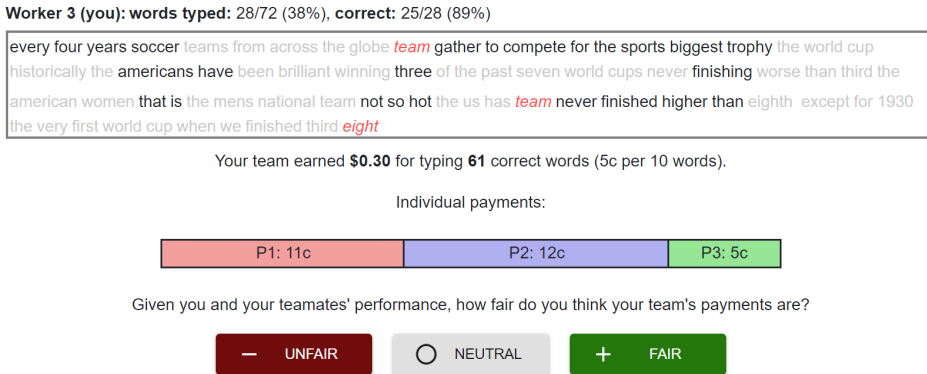 Worker 3 (you): words typed: 28/72 (38%), correct: 25/28 (89%)
every four years soccer teams from across the globe team gather to compete for the sports biggest trophy the world cup
historically the americans have been brilliant winning three of the past seven world cups never finishing worse than third the
american women that is the mens national team not so hot the us has team never finished higher than eighth except for 1930
the very first world cup when we finished third eight
Your team earned $0.30 for typing 61 correct words (5c per 10 words).
Individual payments:
P1: 11c P2: 12c P3: 5c
Given you and your teamates' performance, how fair do you think your team's payments are?
− UNFAIR NEUTRAL + FAIR